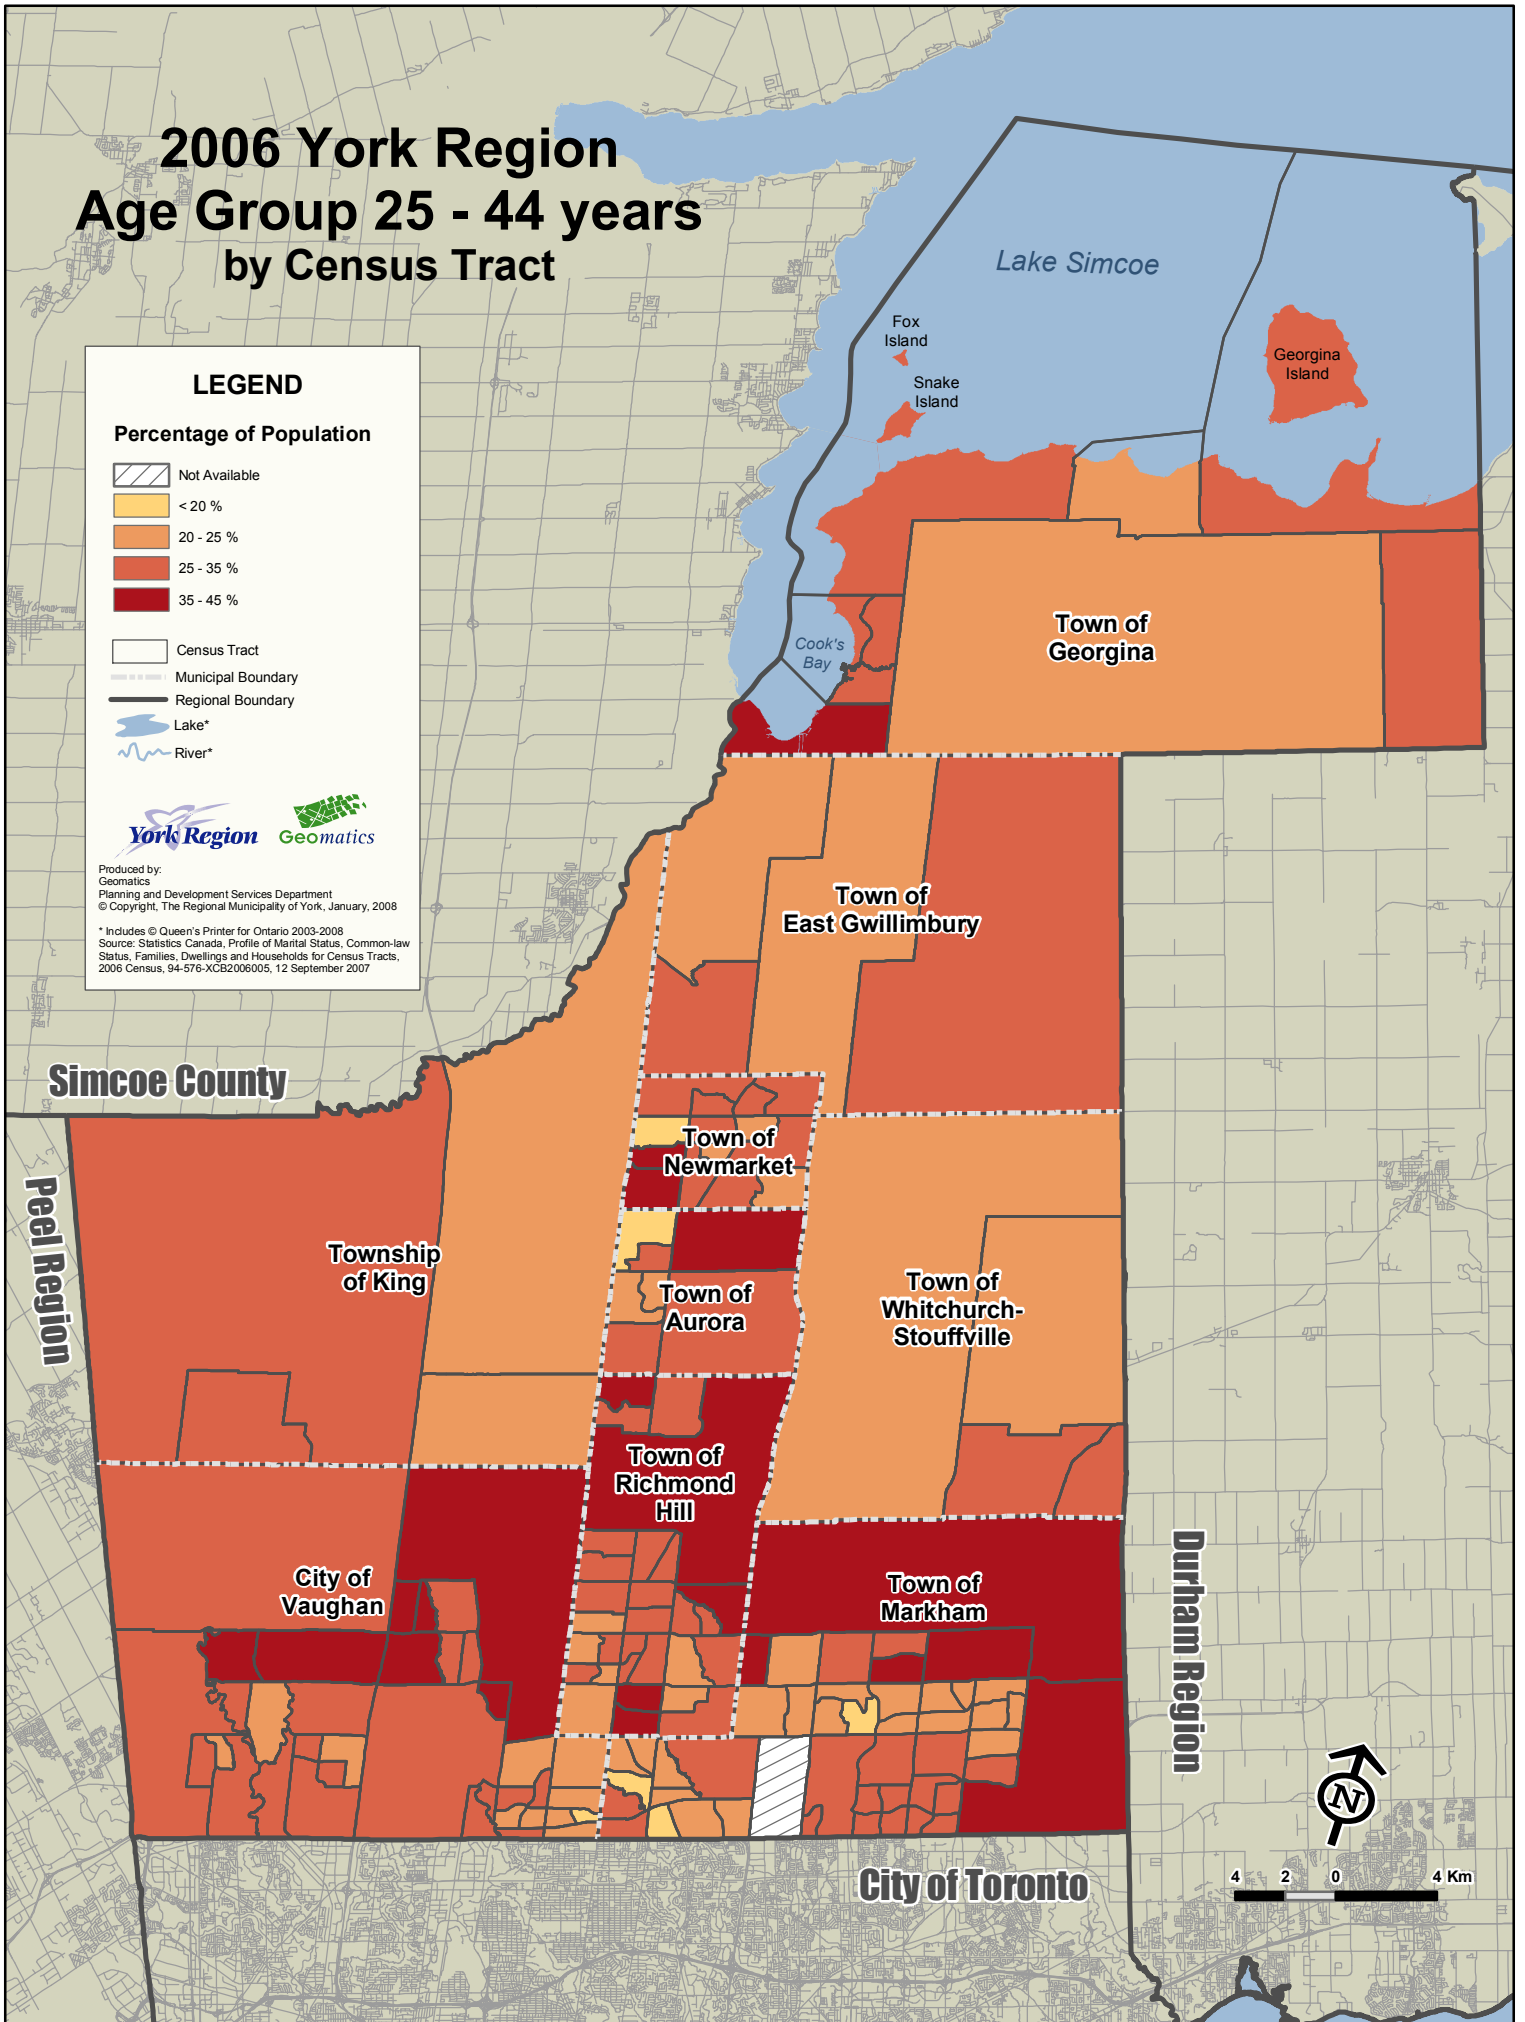 2006 York Region
Age Group 25 - 44 years
by Census Tract
Lake Simcoe
Fox
Island
Snake
Island
Georgina
Island
LEGEND
Percentage of Population
Not Available
< 20 %
20 - 25 %
25 - 35 %
35 - 45 %
Census Tract
Municipal Boundary
Regional Boundary
Lake*
River*
York Region
Geomatics
Produced by:
Geomatics
Planning and Development Services Department
© Copyright, The Regional Municipality of York, January, 2008
* Includes © Queen's Printer for Ontario 2003-2008
Source: Statistics Canada, Profile of Marital Status, Common-law
Status, Families, Dwellings and Households for Census Tracts,
2006 Census, 94-576-XCB2006005, 12 September 2007
Cook's
Bay
Town of
Georgina
Town of
East Gwillimbury
Simcoe County
Peel Region
Town of
Newmarket
Township
of King
Town of
Aurora
Town of
Whitchurch-
Stouffville
Town of
Richmond
Hill
City of
Vaughan
Town of
Markham
Durham Region
N
City of Toronto
4 2 0 4 Km